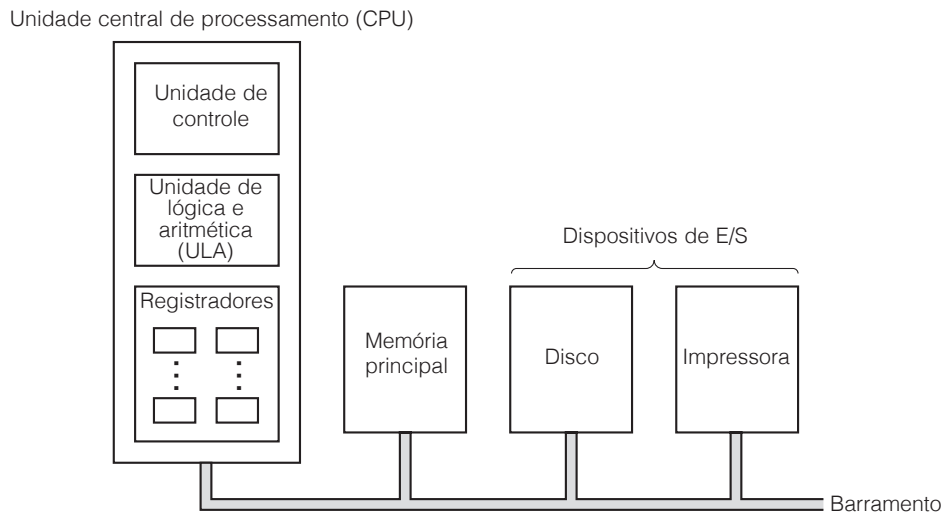 Unidade central de processamento (CPU)
Unidade de
controle
Unidade de
lógica e
aritmética
(ULA)
Registradores
Dispositivos de E/S
Memória
principal
Disco
Impressora
Barramento